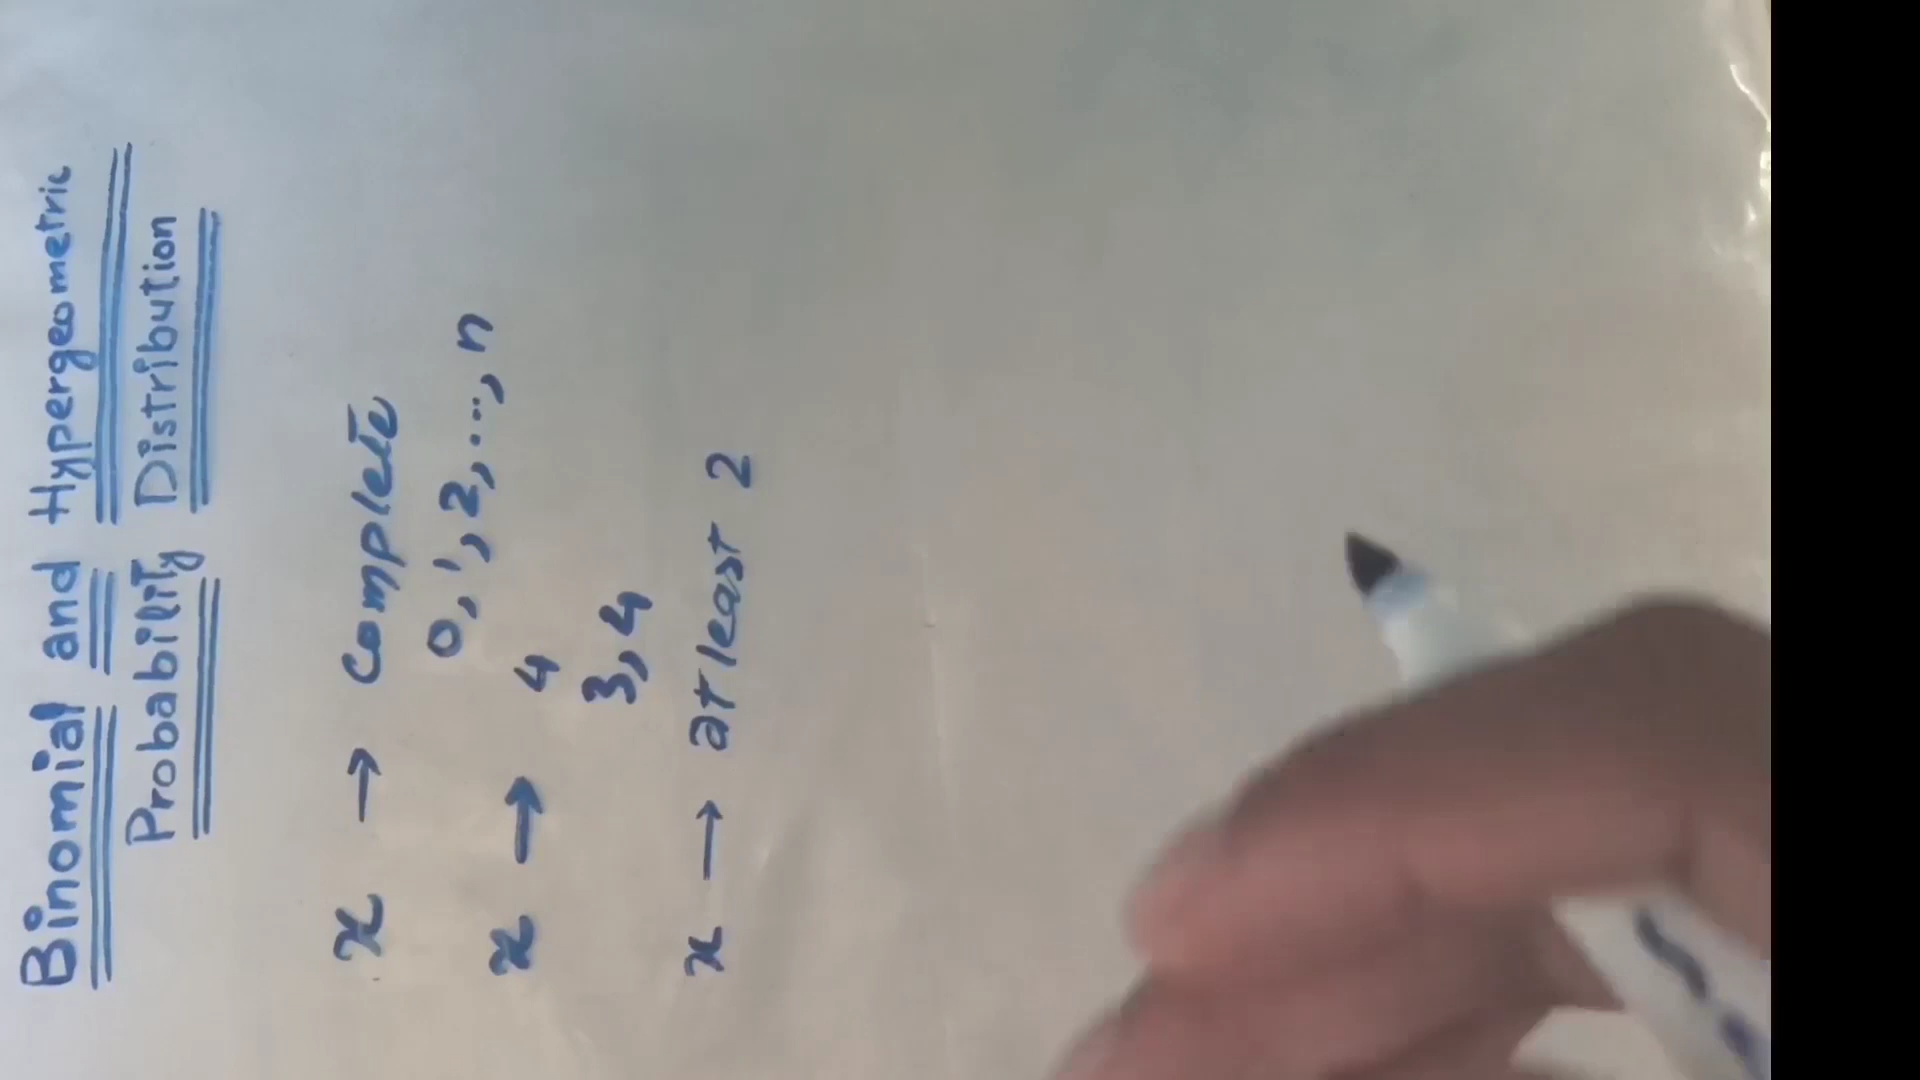 Binomial and Hypergeometric
Probability Distribution
x → Complete
0, 1, 2, ..., n
x → 4
3, 4
x → at least 2